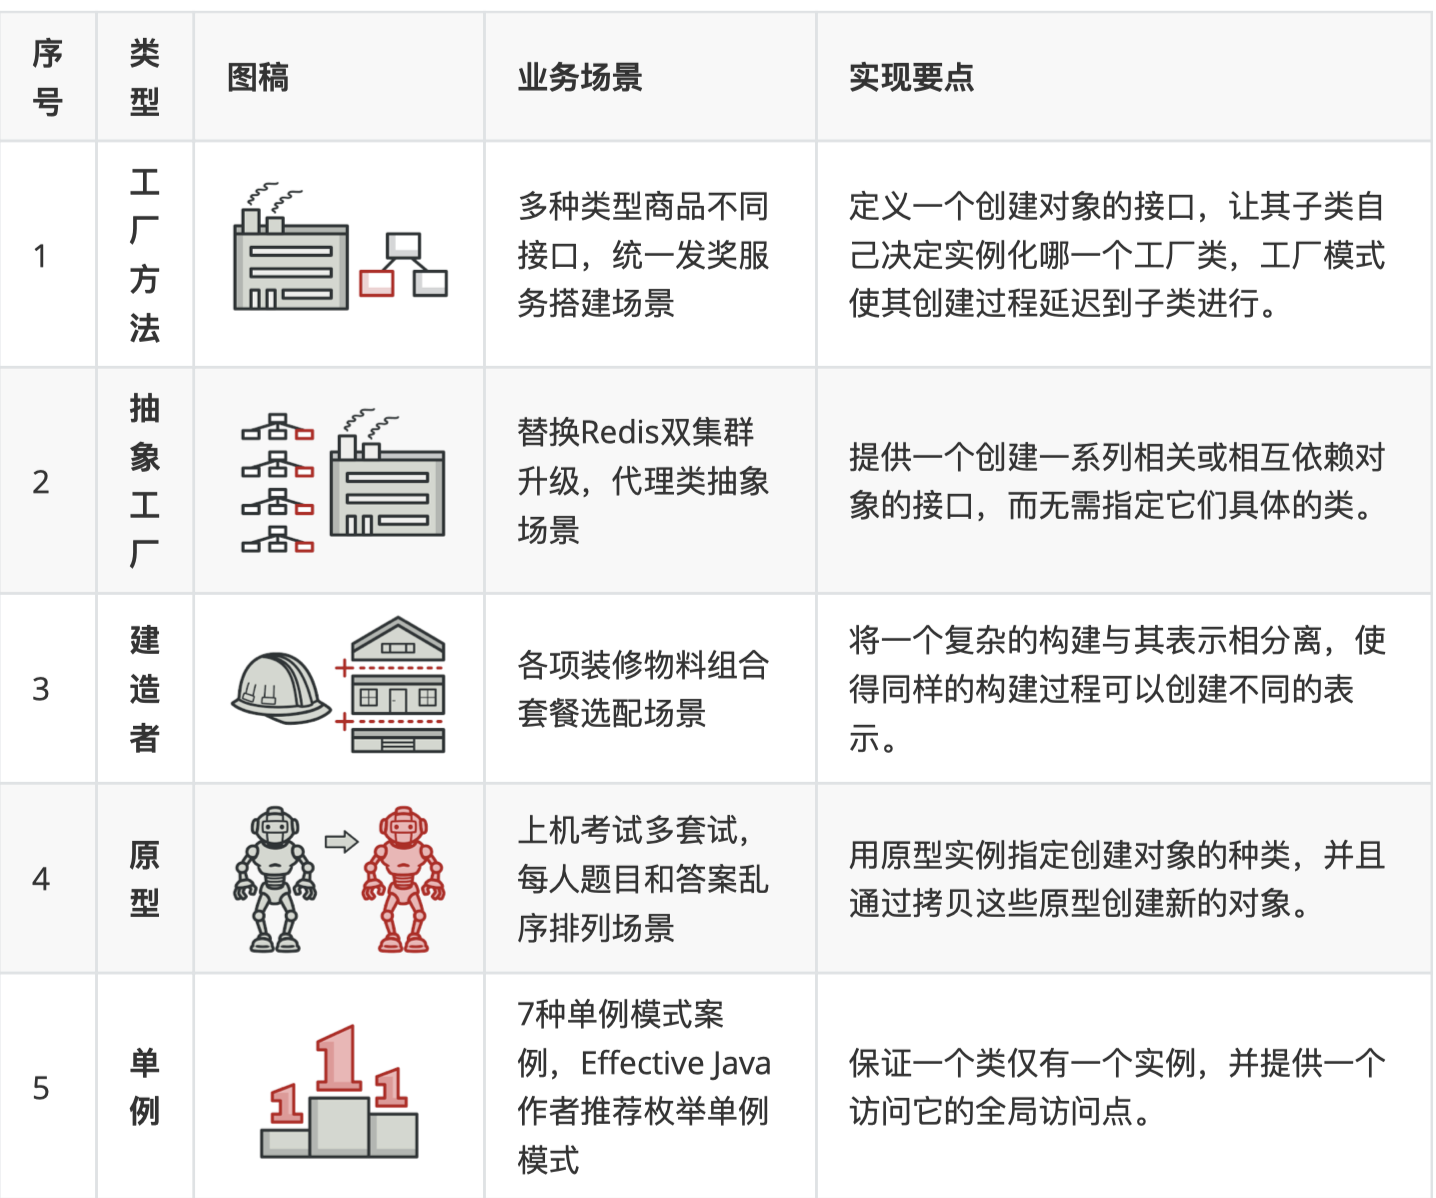 序
号
类
型
图稿
业务场景
实现要点
1
工
厂
方
法
多种类型商品不同
接口，统一发奖服
务搭建场景
定义一个创建对象的接口，让其子类自
己决定实例化哪一个工厂类，工厂模式
使其创建过程延迟到子类进行。
2
抽
象
工
厂
替换Redis双集群
升级，代理类抽象
场景
提供一个创建一系列相关或相互依赖对
象的接口，而无需指定它们具体的类。
3
建
造
者
各项装修物料组合
套餐选配场景
将一个复杂的构建与其表示相分离，使
得同样的构建过程可以创建不同的表
示。
4
原
型
上机考试多套试，
每人题目和答案乱
序排列场景
用原型实例指定创建对象的种类，并且
通过拷贝这些原型创建新的对象。
5
单
例
1
1
1
7种单例模式案
例，Effective Java
作者推荐枚举单例
模式
保证一个类仅有一个实例，并提供一个
访问它的全局访问点。